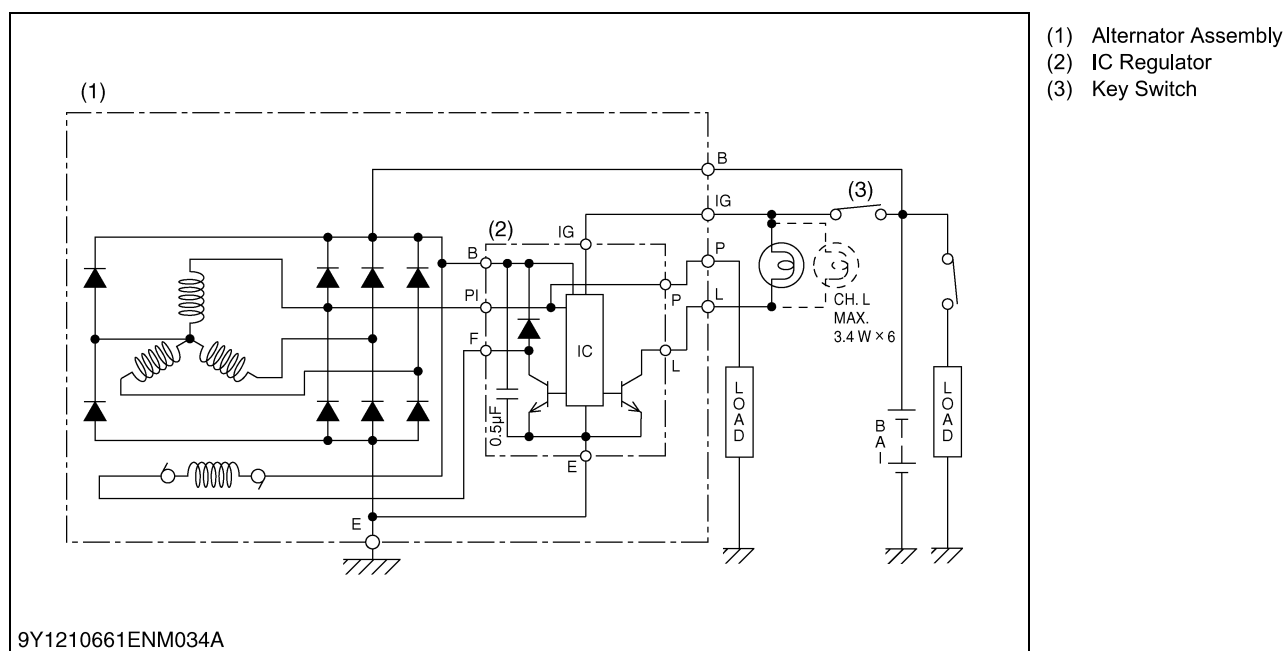 (1) Alternator Assembly
(2) IC Regulator
(3) Key Switch
(1)
B
(3)
IG
(2)
IG
P
B
PI
P
L
CH. L
MAX.
3.4 W × 6
F
IC
L
LOAD
BAI
LOAD
0.5µF
E
E
9Y1210661ENM034A